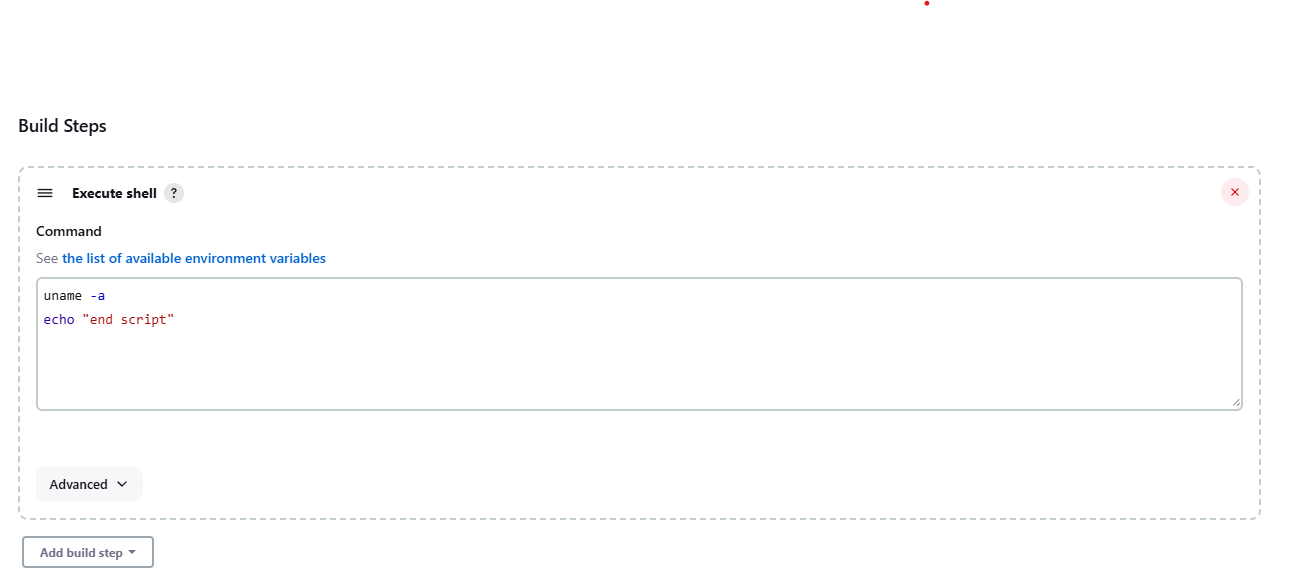 Build Steps
Execute shell ?
Command
See the list of available environment variables
uname -a
echo "end script"
Advanced
Add build step